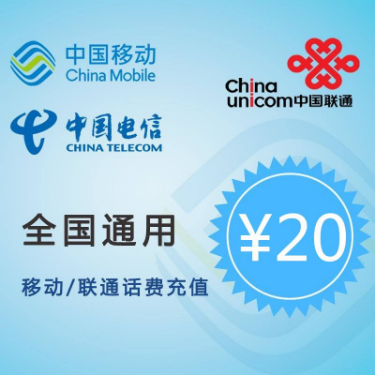 中国移动
China Mobile
China
unicom中国联通
中国电信
CHINA TELECOM
全国通用
¥20
移动/联通话费充值